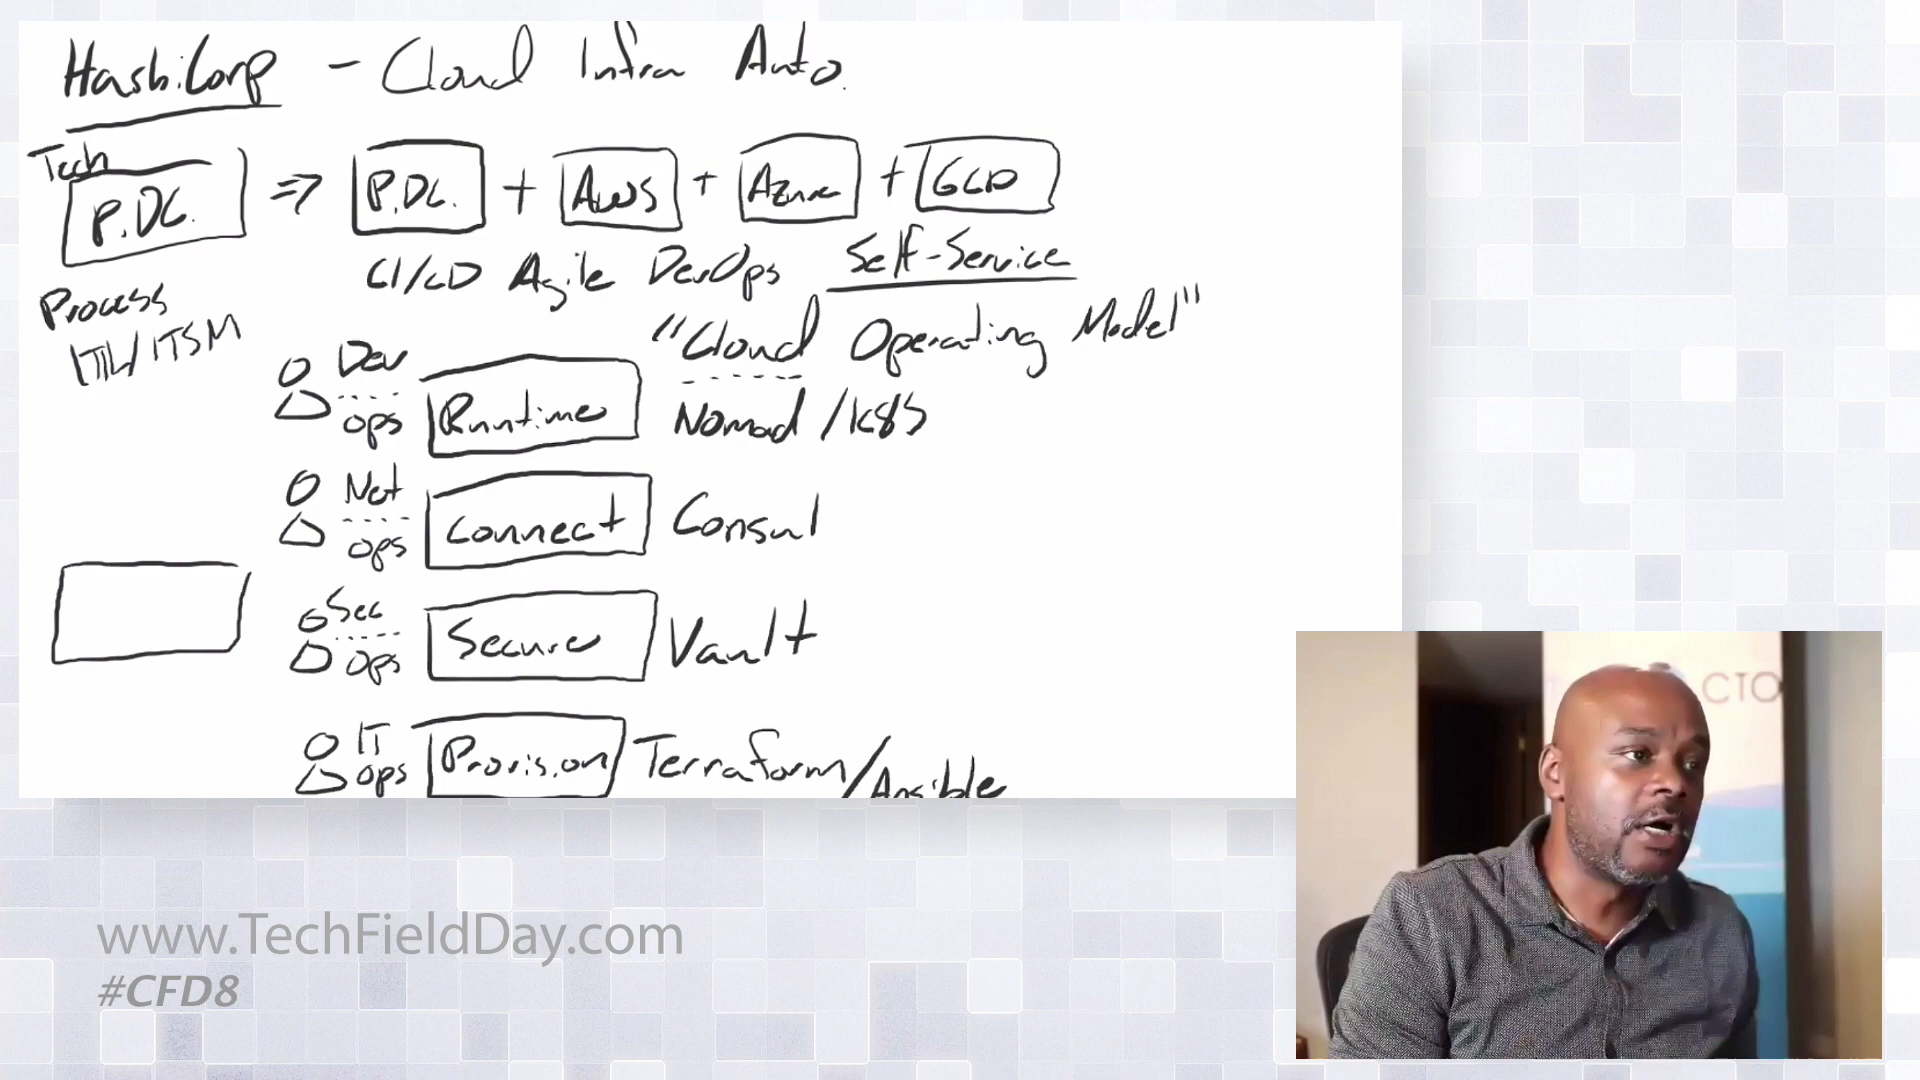 HashiCorp - Cloud Infra Auto.
Tech
P.DC. => P.DC. + AWS + Azure + GCP
CI/CD Agile DevOps Self-Service
Process
ITIL/ITSM
"Cloud Operating Model"
Dev
ops
Runtime
Nomad/K8S
Net
ops
Connect
Consul
Sec
Ops
Secure
Vault
IT
ops
Provision
Terraform/Ansible
CTO
www.TechFieldDay.com
#CFD8